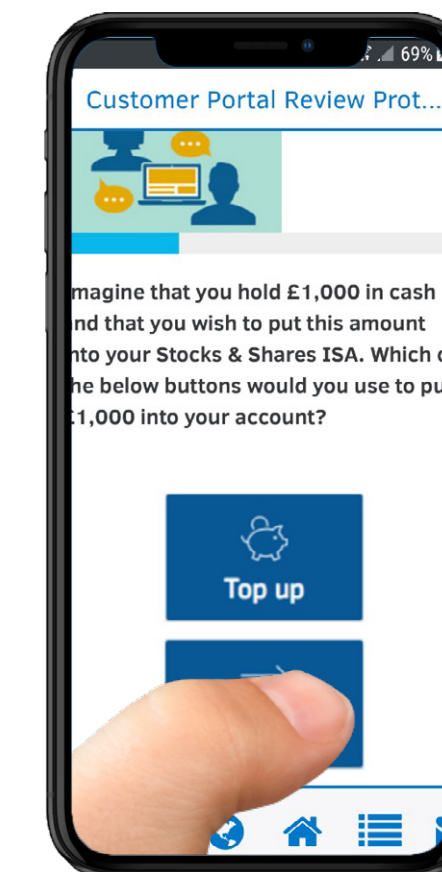 69%
Customer Portal Review Prot...
magine that you hold £1,000 in cash
nd that you wish to put this amount
nto your Stocks & Shares ISA. Which o
he below buttons would you use to pu
£1,000 into your account?
Top up